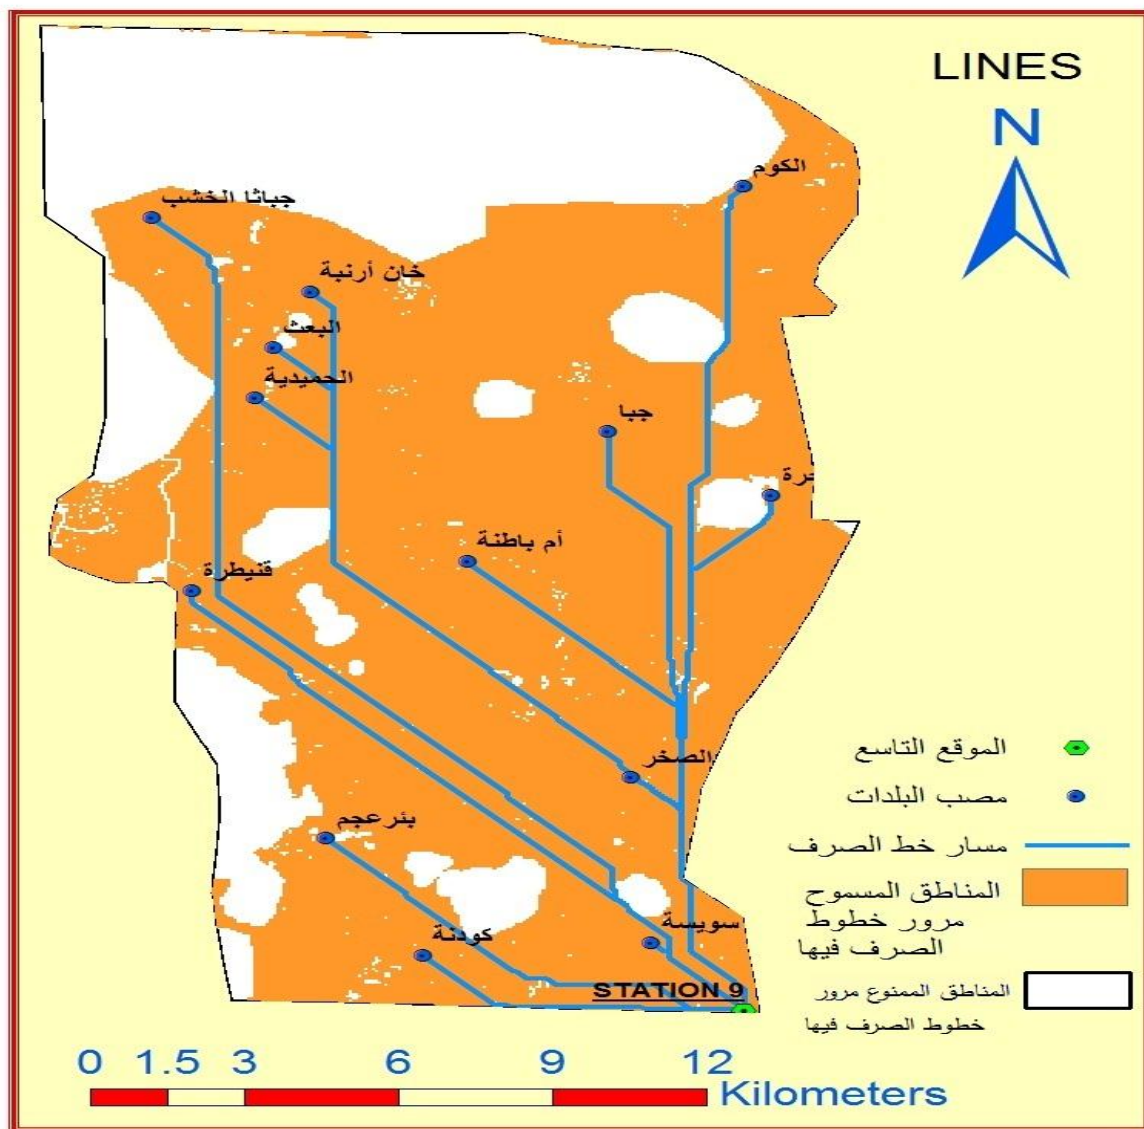 LINES
N
الكوم
جباثا الخشب
خان أرنبة
البعث
الحميدية
جبا
أم باطنة
قنيطرة
الصخر
بئرعجم
سويسة
كودنة
STATION 9
الموقع التاسع
مصب البلدات
مسار خط الصرف
المناطق المسموح
مرور خطوط
الصرف فيها
المناطق الممنوع مرور
خطوط الصرف فيها
0 1.5 3 6 9 12
Kilometers